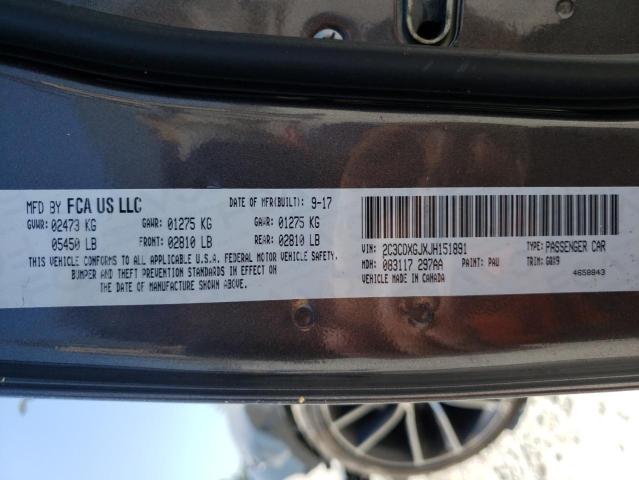 MFD BY FCA US LLC DATE OF MFR(BUILT): 9-17
GVWR: 02473 KG GAWR: 01275 KG GAWR: 01275 KG
05450 LB FRONT: 02810 LB REAR: 02810 LB
THIS VEHICLE CONFORMS TO ALL APPLICABLE U.S.A. FEDERAL MOTOR VEHICLE SAFETY,
BUMPER AND THEFT PREVENTION STANDARDS IN EFFECT ON
THE DATE OF MANUFACTURE SHOWN ABOVE.
VIN: 2C3CDXGJXJH151891 TYPE: PASSENGER CAR
MDH: 083117 297AA PAINT: PAU TRIM: GBX9
VEHICLE MADE IN CANADA 4658843